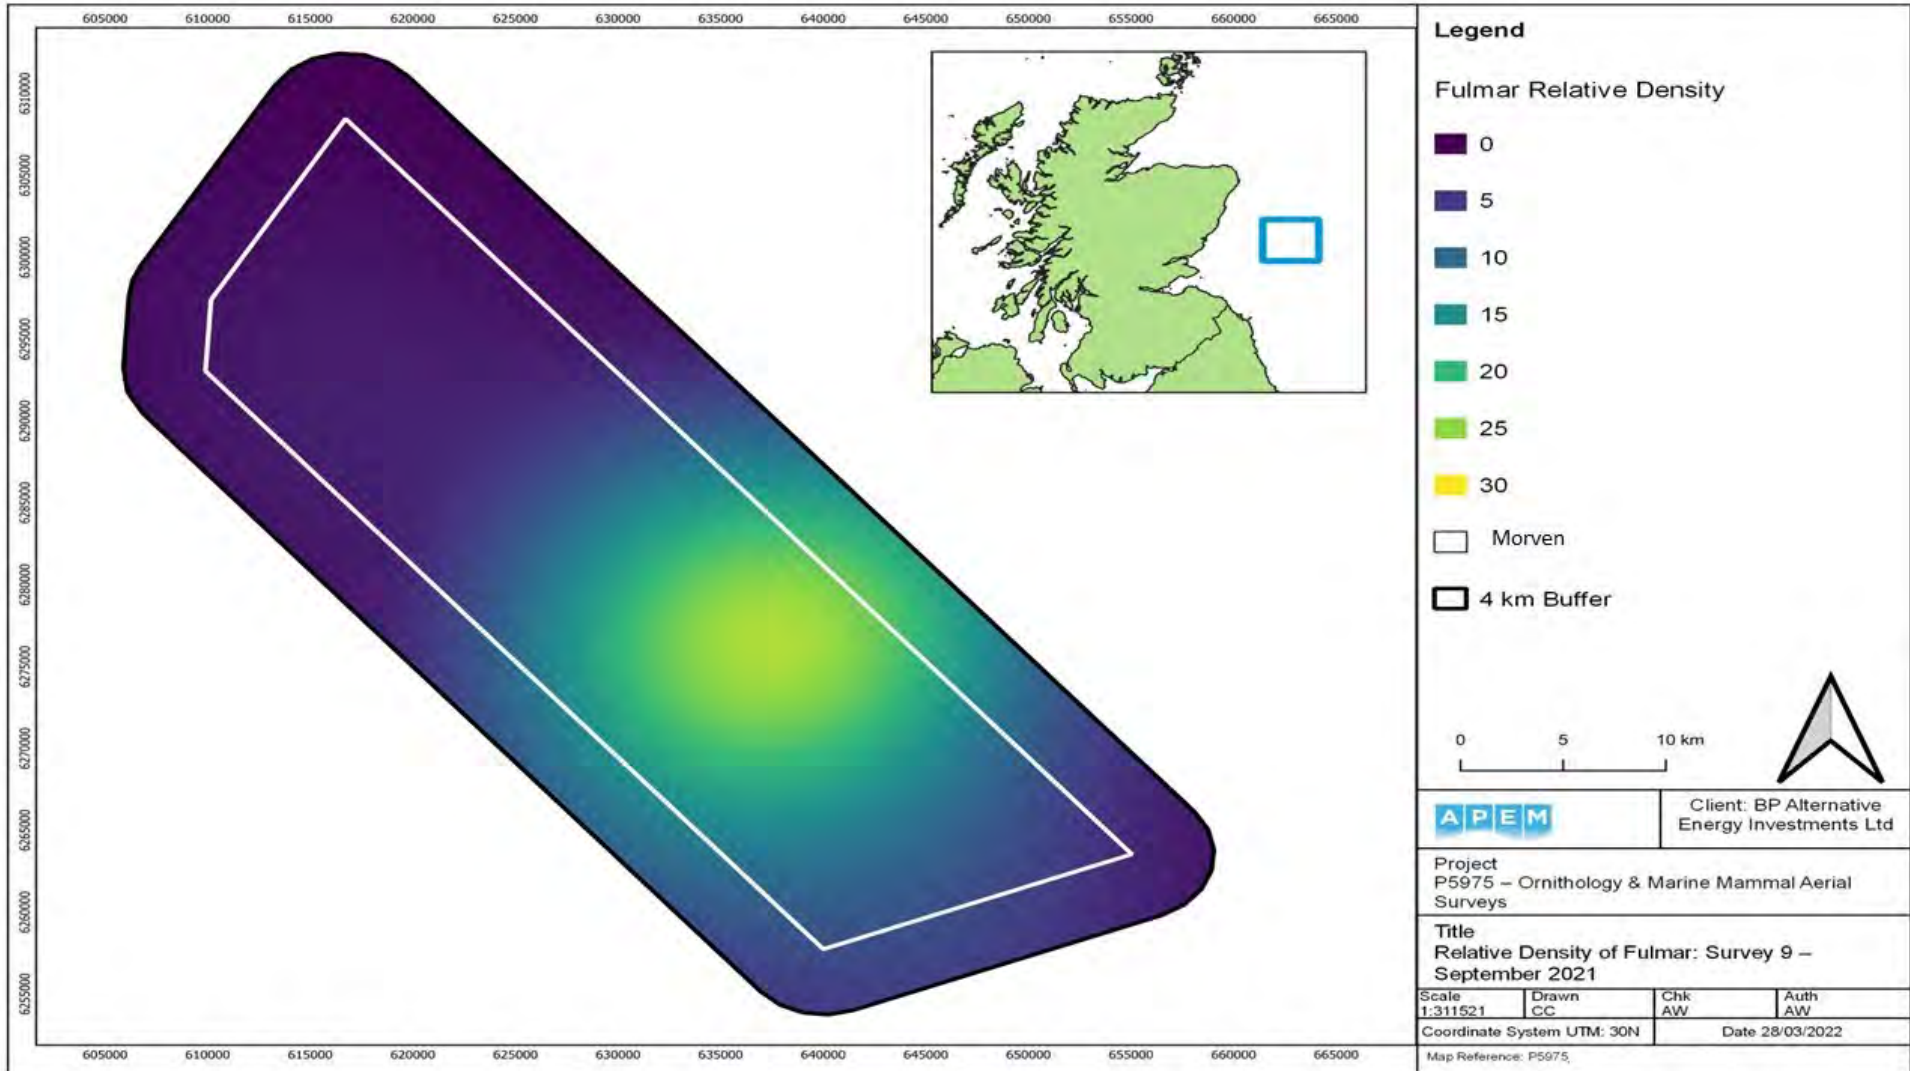 605000 610000 615000 620000 625000 630000 635000 640000 645000 650000 655000 660000 665000
6310000
6305000
6300000
6295000
6290000
6285000
6280000
6275000
6270000
6265000
6260000
6255000
605000 610000 615000 620000 625000 630000 635000 640000 645000 650000 655000 660000 665000
Legend
Fulmar Relative Density
0
5
10
15
20
25
30
Morven
4 km Buffer
0 5 10 km
APEM
Client: BP Alternative
Energy Investments Ltd
Project
P5975 – Ornithology & Marine Mammal Aerial
Surveys
Title
Relative Density of Fulmar: Survey 9 –
September 2021
Scale Drawn Chk Auth
1:311521 CC AW AW
Coordinate System UTM: 30N Date 28/03/2022
Map Reference: P5975